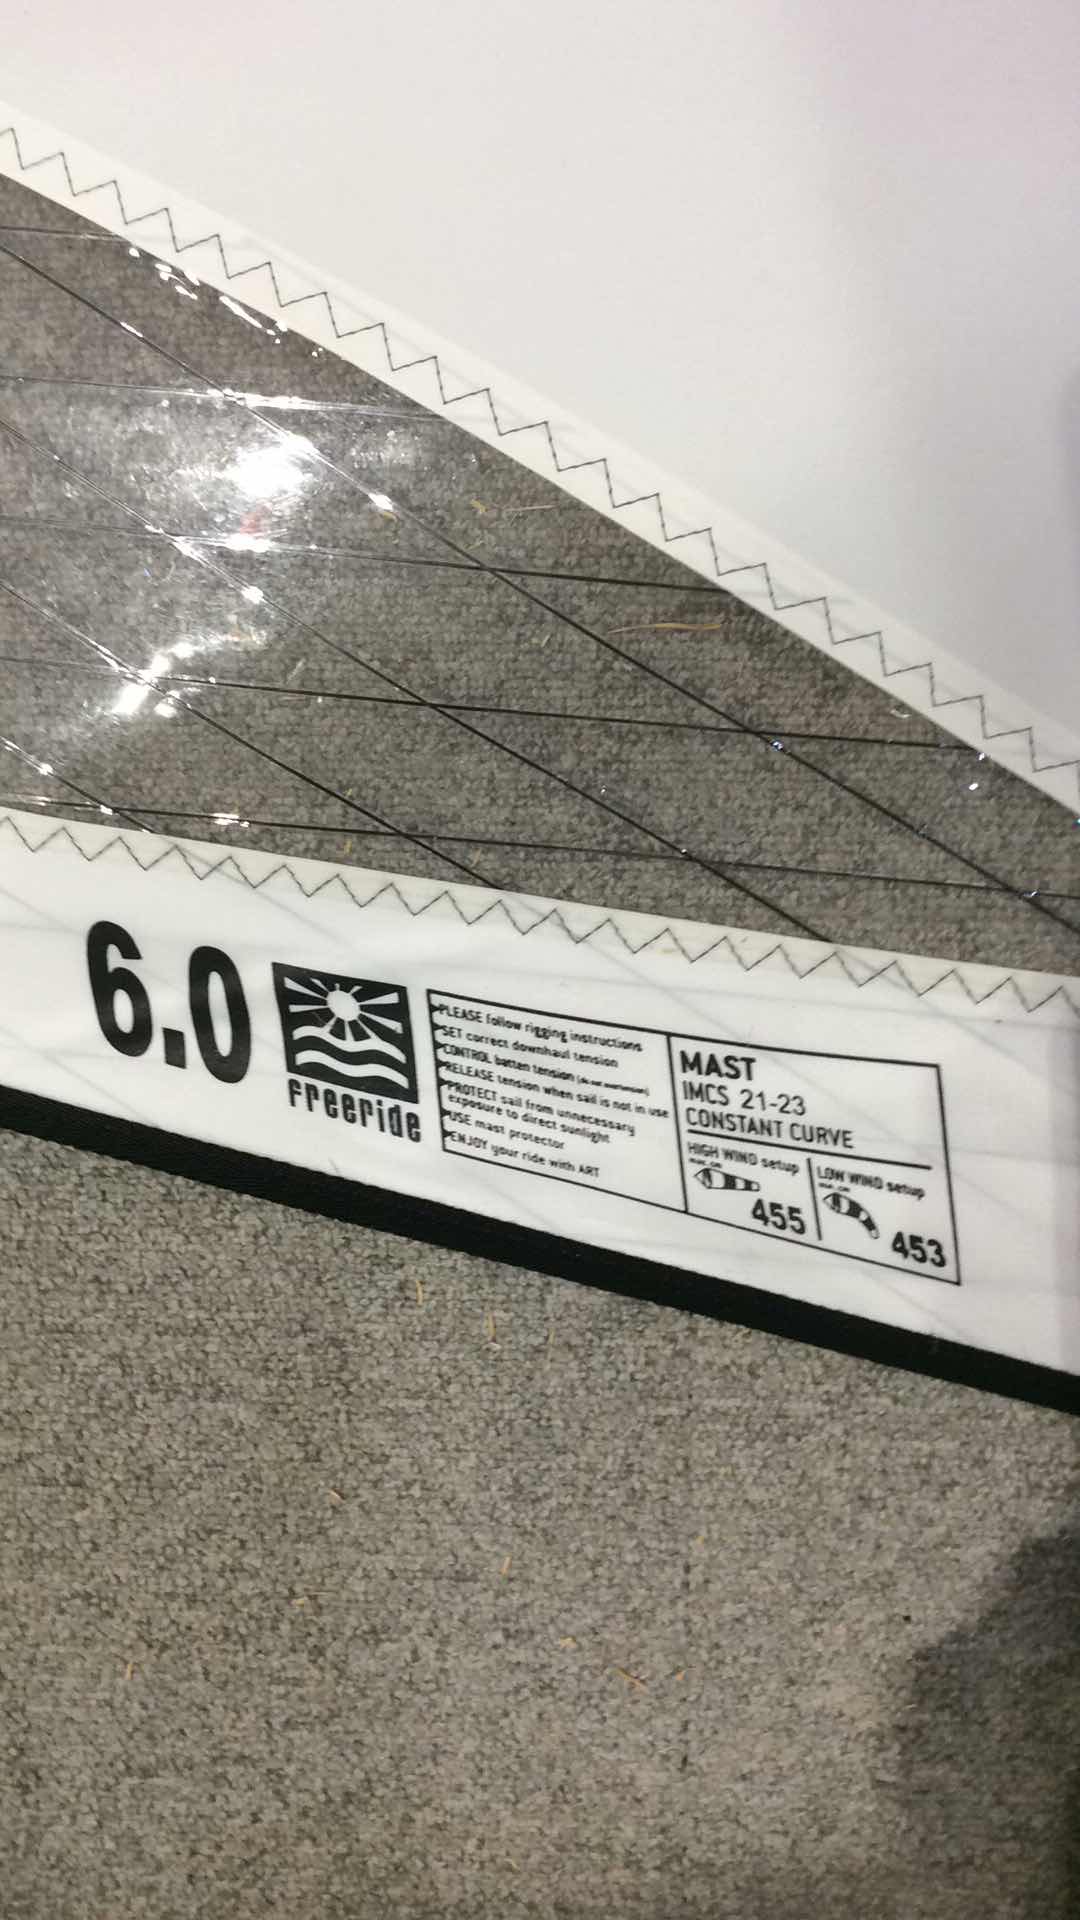 6.0
freeride
PLEASE follow rigging instructions
SET correct downhaul tension
CONTROL batten tension
RELEASE tension when sail is not in use
PROTECT sail from unnecessary
exposure to direct sunlight
USE mast protector
ENJOY your ride with ART
MAST
IMCS 21-23
CONSTANT CURVE
HIGH WIND setup
455
LOW WIND setup
453